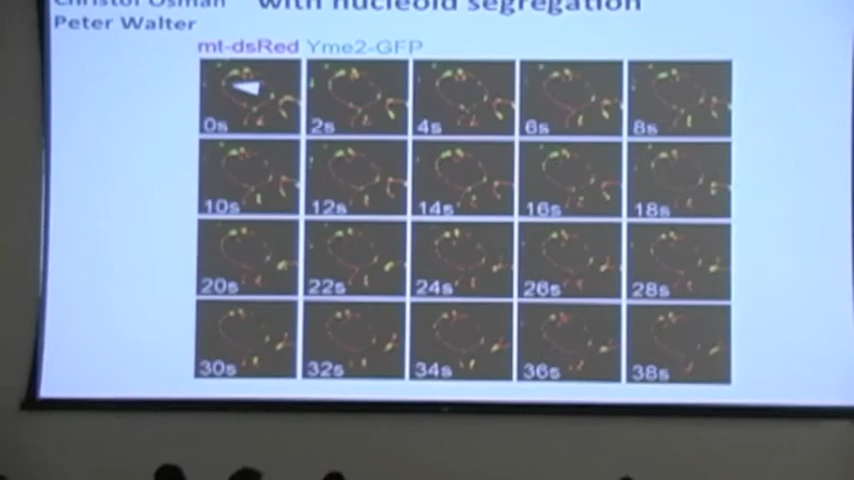 Christof Osman with nucleoid segregation
Peter Walter
mt-dsRed Yme2-GFP
0s 2s 4s 6s 8s
10s 12s 14s 16s 18s
20s 22s 24s 26s 28s
30s 32s 34s 36s 38s